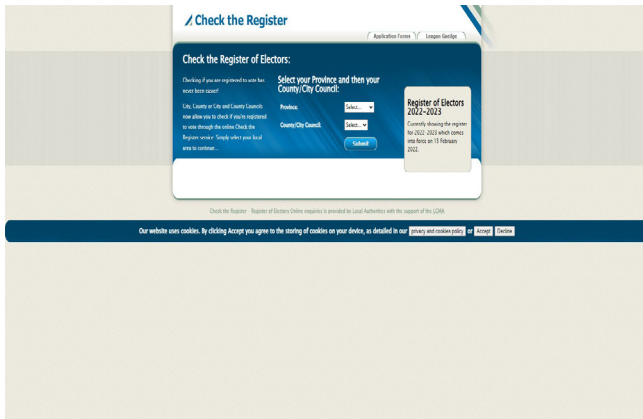 Check the Register
Application Forms
Leagan Gaeilge
Check the Register of Electors:
Checking if you are registered to vote has
never been easier!
City, County or City and County Councils
now allow you to check if you're registered
to vote through the online Check the
Register service. Simply select your local
area to continue...
Select your Province and then your
County/City Council:
Province:
Select...
County/City Council:
Select...
Submit
Register of Electors
2022-2023
Currently showing the register
for 2022-2023 which comes
into force on 15 February
2022.
Check the Register - Register of Electors Online enquiries is provided by Local Authorities with the support of the LGMA
Our website uses cookies. By clicking Accept you agree to the storing of cookies on your device, as detailed in our privacy and cookies policy or Accept Decline